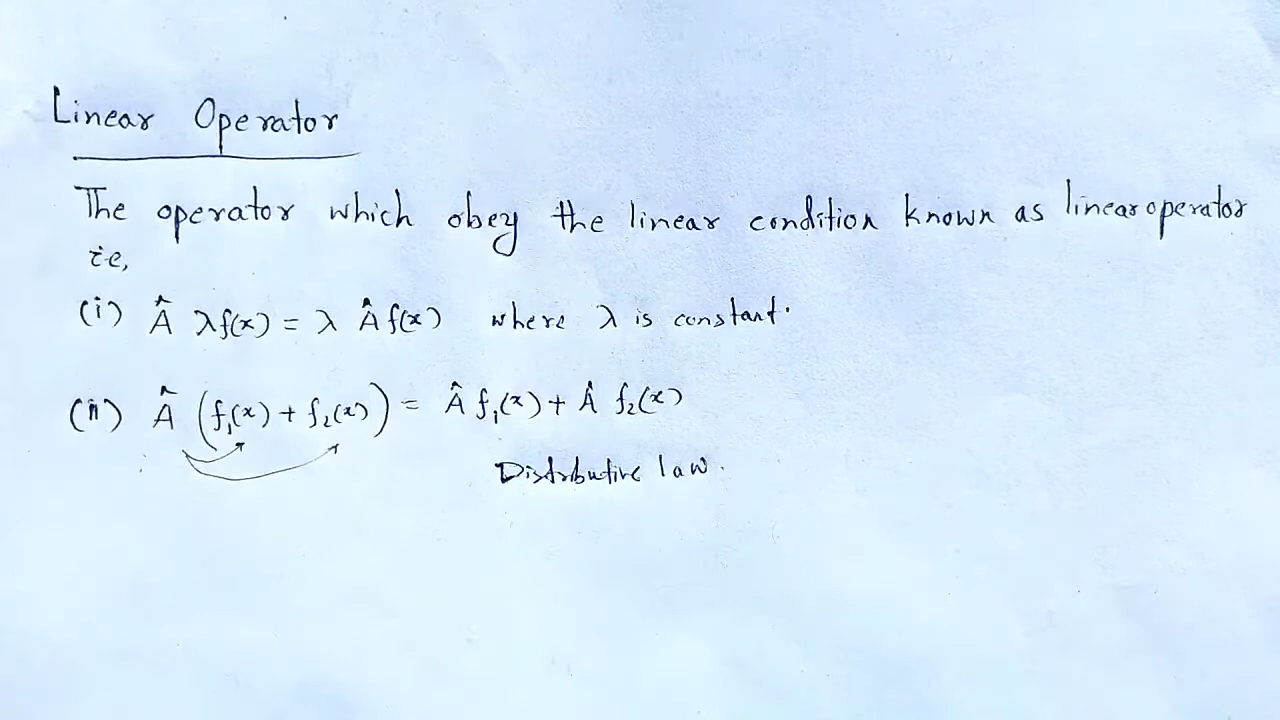 Linear Operator
The operator which obey the linear condition known as linear operator
ie,
(i) Â λf(x) = λ Â f(x) where λ is constant.
(ii) Â (f₁(x) + f₂(x)) = Â f₁(x) + Â f₂(x)
Distributive law.